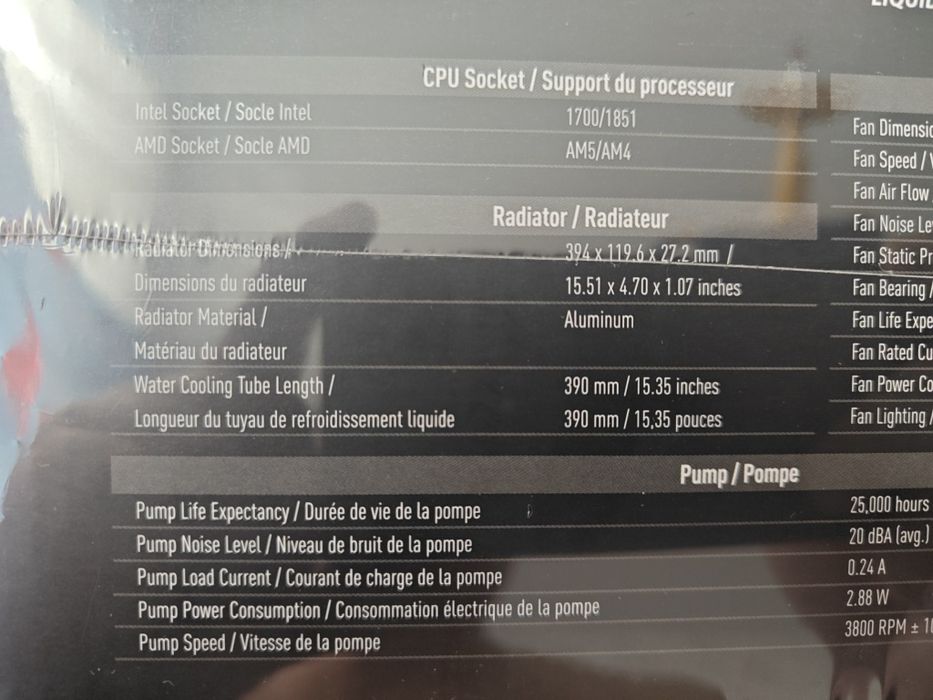 CPU Socket / Support du processeur
Intel Socket / Socle Intel 1700/1851
AMD Socket / Socle AMD AM5/AM4
Radiator / Radiateur
Radiator Dimensions / 394 x 119.6 x 27.2 mm /
Dimensions du radiateur 15.51 x 4.70 x 1.07 inches
Radiator Material / Aluminum
Matériau du radiateur
Water Cooling Tube Length / 390 mm / 15.35 inches
Longueur du tuyau de refroidissement liquide 390 mm / 15,35 pouces
Pump / Pompe
Pump Life Expectancy / Durée de vie de la pompe 25,000 hours
Pump Noise Level / Niveau de bruit de la pompe 20 dBA (avg.)
Pump Load Current / Courant de charge de la pompe 0.24 A
Pump Power Consumption / Consommation électrique de la pompe 2.88 W
Pump Speed / Vitesse de la pompe 3800 RPM ±
Fan
Fan Speed /
Fan Air Flow
Fan Noise
Fan Static
Fan Bearing /
Fan Life
Fan Rated
Fan Power
Fan Lighting /